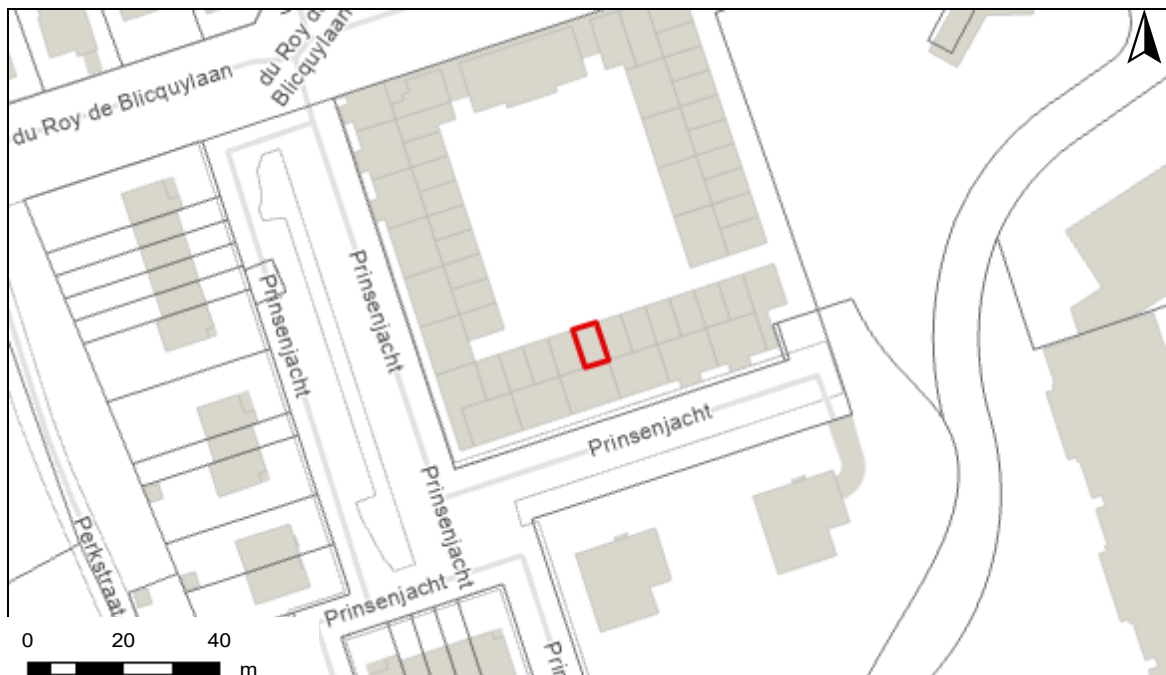 du Roy de
Blicquylaan
du Roy de Blicquylaan
Prinsenjacht
Prinsenjacht
Prinsenjacht
Prinsenjacht
Perkstraat
Prinsenjacht
0 20 40
m